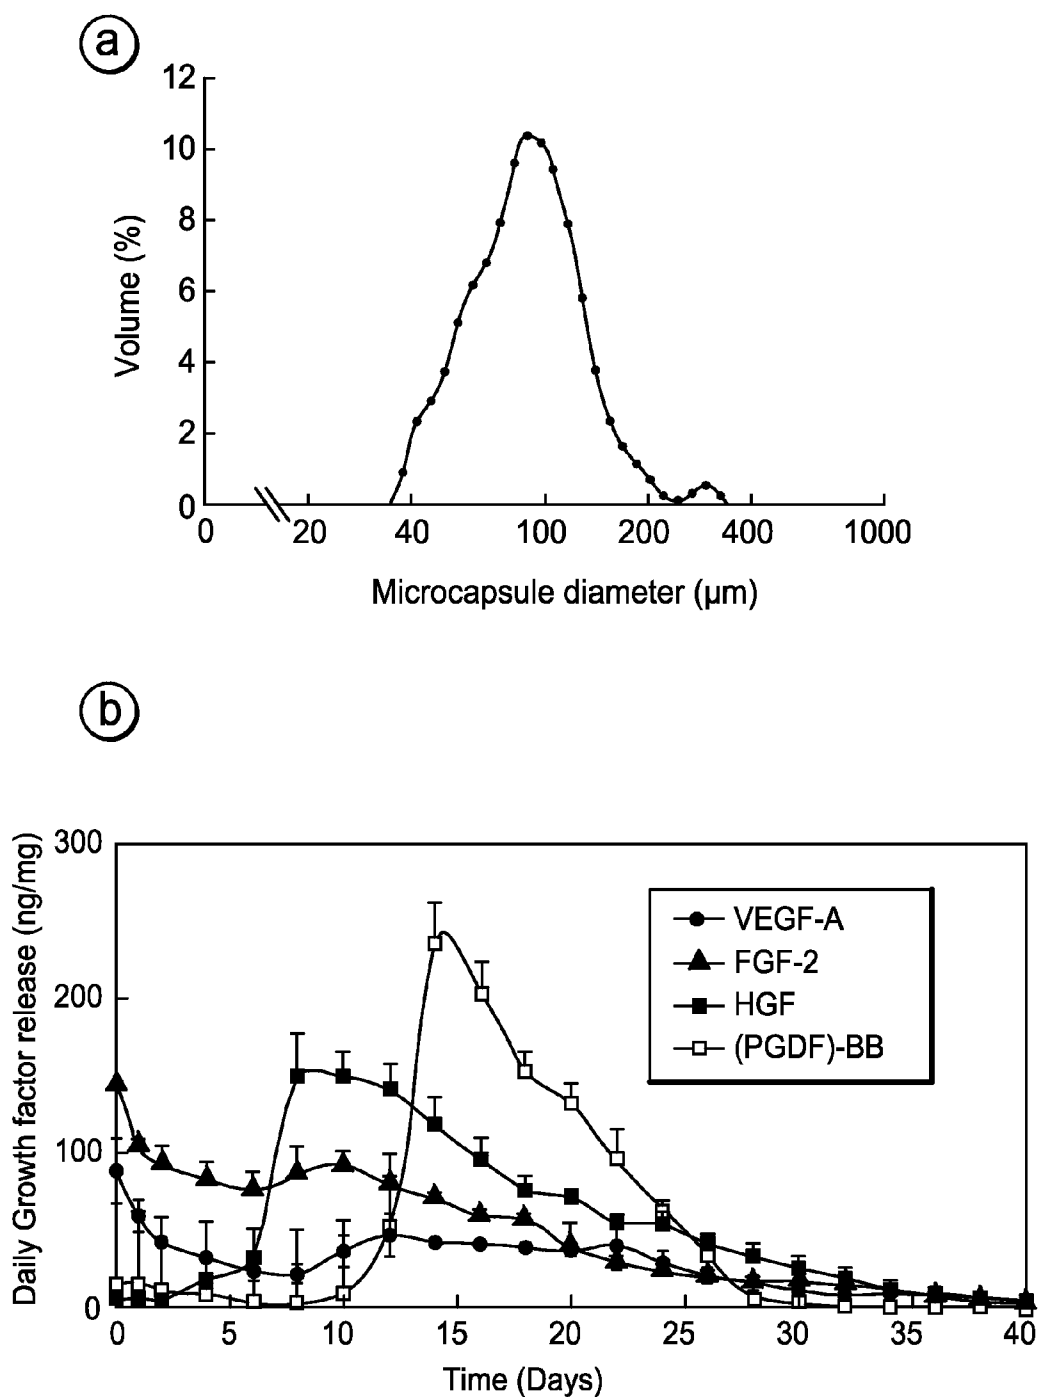 a
12
10
8
6
4
2
0
Volume (%)
0 20 40 100 200 400 1000
Microcapsule diameter (µm)
b
300
200
100
0
Daily Growth factor release (ng/mg)
VEGF-A
FGF-2
HGF
(PGDF)-BB
0 5 10 15 20 25 30 35 40
Time (Days)